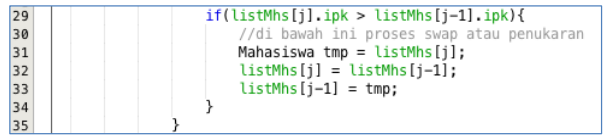 29 if(listMhs[j].ipk > listMhs[j-1].ipk){
30 //di bawah ini proses swap atau penukaran
31 Mahasiswa tmp = listMhs[j];
32 listMhs[j] = listMhs[j-1];
33 listMhs[j-1] = tmp;
34 }
35 }